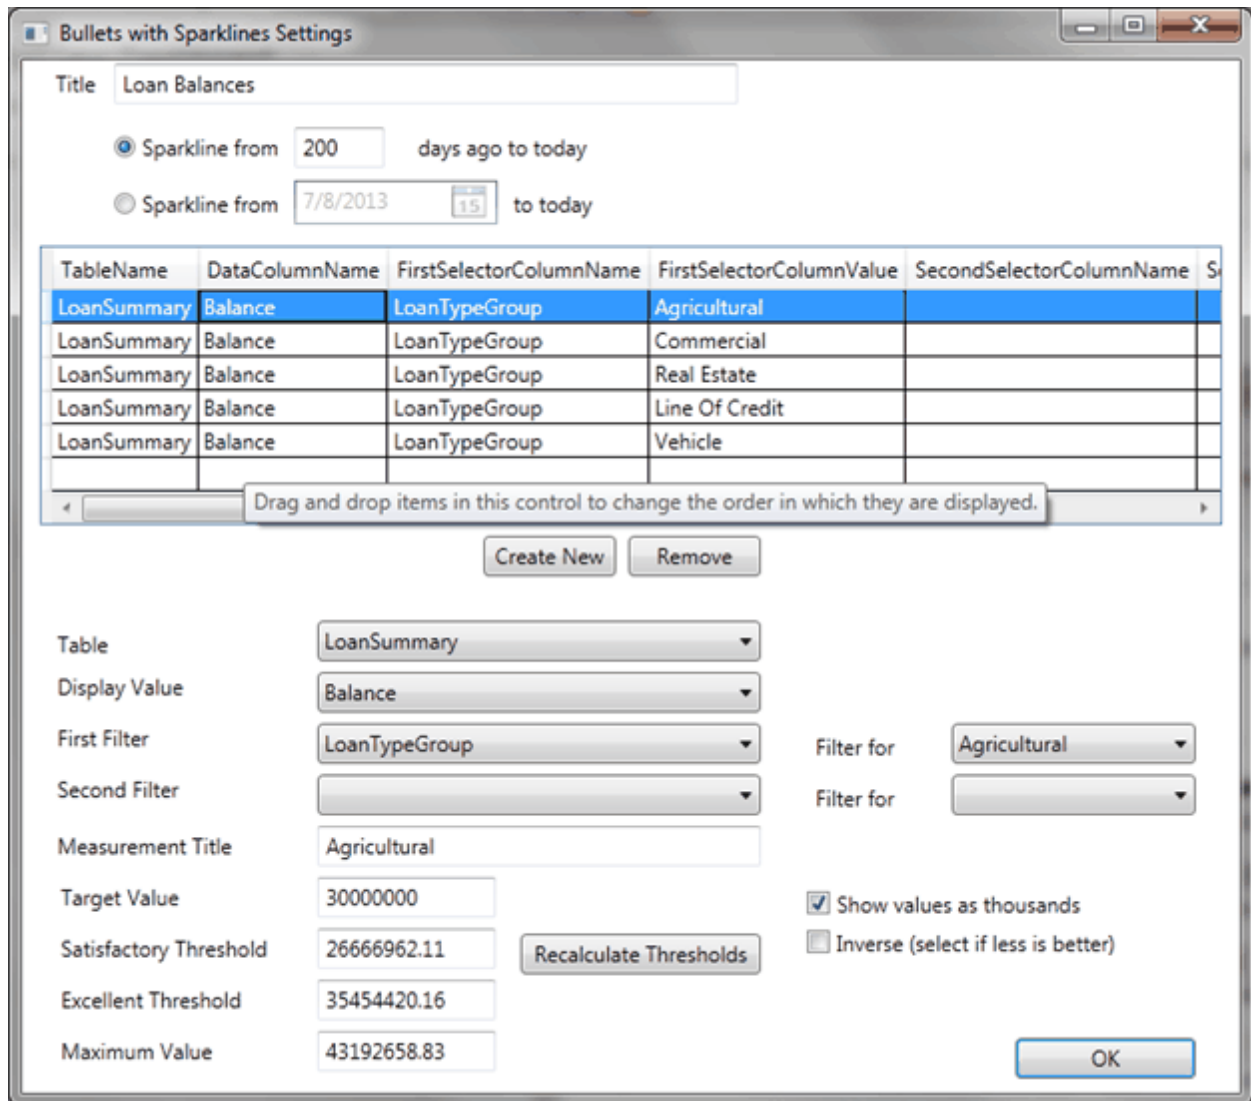 Bullets with Sparklines Settings
Title Loan Balances
Sparkline from 200 days ago to today
Sparkline from 7/8/2013 15 to today
TableName DataColumnName FirstSelectorColumnName FirstSelectorColumnValue SecondSelectorColumnName
LoanSummary Balance LoanTypeGroup Agricultural
LoanSummary Balance LoanTypeGroup Commercial
LoanSummary Balance LoanTypeGroup Real Estate
LoanSummary Balance LoanTypeGroup Line Of Credit
LoanSummary Balance LoanTypeGroup Vehicle
Drag and drop items in this control to change the order in which they are displayed.
Create New Remove
Table LoanSummary
Display Value Balance
First Filter LoanTypeGroup Filter for Agricultural
Second Filter Filter for
Measurement Title Agricultural
Target Value 30000000 Show values as thousands
Satisfactory Threshold 26666962.11 Recalculate Thresholds Inverse (select if less is better)
Excellent Threshold 35454420.16
Maximum Value 43192658.83 OK